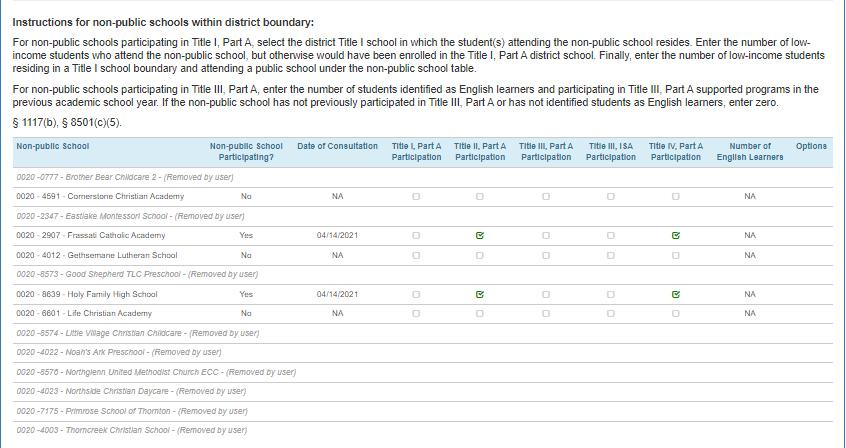 Instructions for non-public schools within district boundary:
For non-public schools participating in Title I, Part A, select the district Title I school in which the student(s) attending the non-public school resides. Enter the number of low-
income students who attend the non-public school, but otherwise would have been enrolled in the Title I, Part A district school. Finally, enter the number of low-income students
residing in a Title I school boundary and attending a public school under the non-public school table.
For non-public schools participating in Title III, Part A, enter the number of students identified as English learners and participating in Title III, Part A supported programs in the
previous academic school year. If the non-public school has not previously participated in Title III, Part A or has not identified students as English learners, enter zero.
§ 1117(b), § 8501(c)(5).
Non-public School Non-public School Date of Consultation Title I, Part A Title II, Part A Title III, Part A Title III, ISA Title IV, Part A Number of Options
Participating? Participation Participation Participation Participation Participation English Learners
0020 -0777 - Brother Bear Childcare 2 - (Removed by user)
0020 - 4591 - Cornerstone Christian Academy No NA NA
0020 -2347 - Eastlake Montessori School - (Removed by user)
0020 - 2907 - Frassati Catholic Academy Yes 04/14/2021 NA
0020 - 4012 - Gethsemane Lutheran School No NA NA
0020 -8573 - Good Shepherd TLC Preschool - (Removed by user)
0020 - 8639 - Holy Family High School Yes 04/14/2021 NA
0020 - 6601 - Life Christian Academy No NA NA
0020 -8574 - Little Village Christian Childcare - (Removed by user)
0020 -4022 - Noah's Ark Preschool - (Removed by user)
0020 -8576 - Northglenn United Methodist Church ECC - (Removed by user)
0020 -4023 - Northside Christian Daycare - (Removed by user)
0020 -7175 - Primrose School of Thornton - (Removed by user)
0020 -4003 - Thorncreek Christian School - (Removed by user)